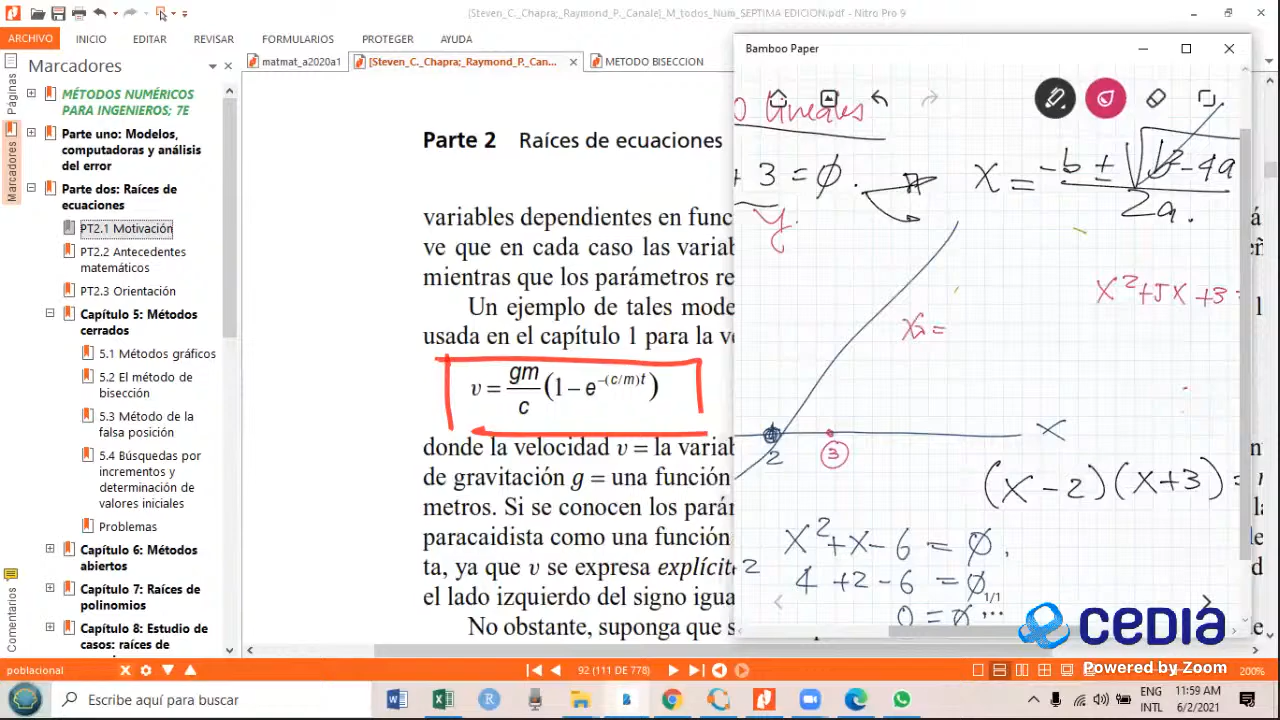 [Steven_C._Chapra;_Raymond_P._Canale]_M_todos_Num_SEPTIMA EDICION.pdf - Nitro Pro 9
ARCHIVO INICIO EDITAR REVISAR FORMULARIOS PROTEGER AYUDA
Marcadores
matmat_a2020a1
[Steven_C._Chapra;_Raymond_P._Can...
METODO BISECCION
Páginas
Marcadores
Comentarios
MÉTODOS NUMÉRICOS
PARA INGENIEROS; 7E
Parte uno: Modelos,
computadoras y análisis
del error
Parte dos: Raíces de
ecuaciones
PT2.1 Motivación
PT2.2 Antecedentes
matemáticos
PT2.3 Orientación
Capítulo 5: Métodos
cerrados
5.1 Métodos gráficos
5.2 El método de
bisección
5.3 Método de la
falsa posición
5.4 Búsquedas por
incrementos y
determinación de
valores iniciales
Problemas
Capítulo 6: Métodos
abiertos
Capítulo 7: Raíces de
polinomios
Capítulo 8: Estudio de
casos: raíces de
Parte 2 Raíces de ecuaciones
variables dependientes en func
ve que en cada caso las variab
mientras que los parámetros re
Un ejemplo de tales mode
usada en el capítulo 1 para la ve
v = gm/c (1 – e^–(c/m)t)
donde la velocidad v = la variab
de gravitación g = una función
metros. Si se conocen los parán
paracaidista como una función
ta, ya que v se expresa explícit
el lado izquierdo del signo igua
No obstante, suponga que s
Bamboo Paper
O lineales
+ 3 = Ø.
y
X = -b ± √b²-4a
2a.
X²+5X+3=
X₁ =
2
3
X
(X-2)(X+3)=
X²+X-6 = Ø.
2
4+2-6 = Ø
0 = Ø...
1/1
cedia
Powered by Zoom
poblacional
92 (111 DE 778)
200%
Escribe aquí para buscar
ENG
INTL
11:59 AM
6/2/2021